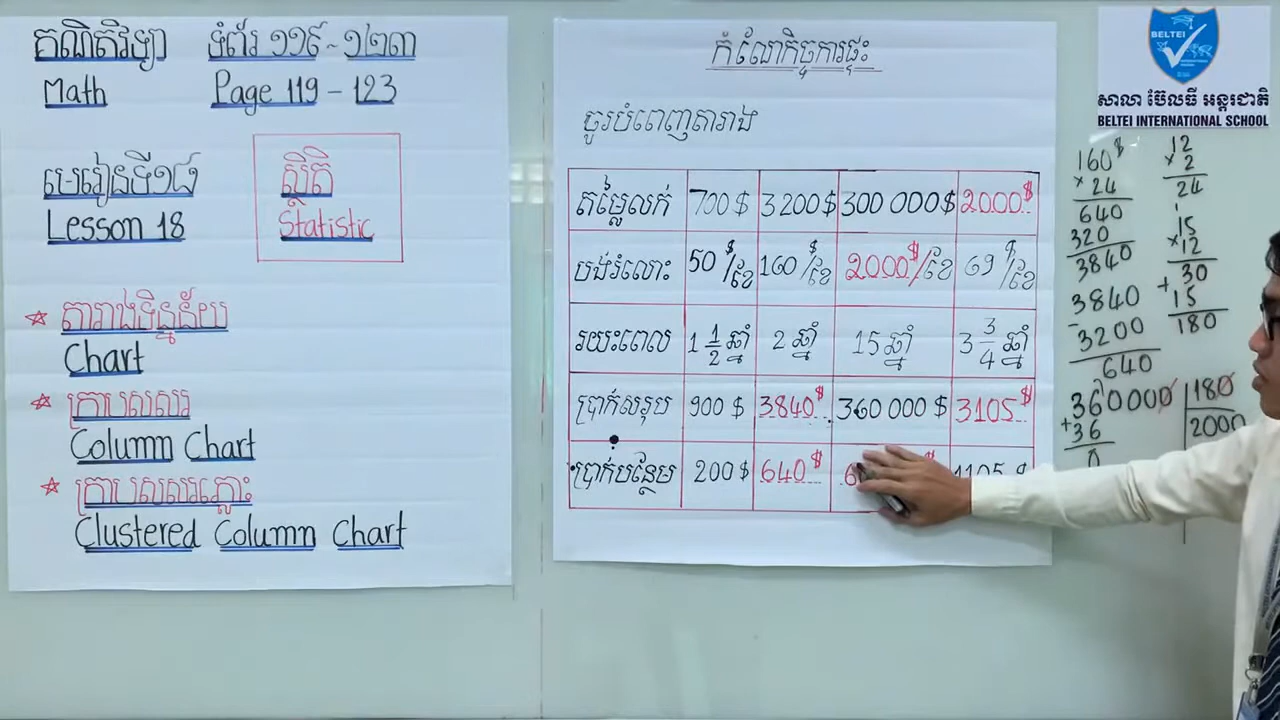 គណិតវិទ្យា ទំព័រ ១១៩ - ១២៣
Math Page 119 - 123
មេរៀនទី១៨
Lesson 18
ស្ថិតិ
Statistic
តារាងទិន្នន័យ
Chart
ក្រាបសសរ
Column Chart
ក្រាបសសរភ្លោះ
Clustered Column Chart
កំណែកិច្ចការផ្ទះ
ចូរបំពេញតារាង
តម្លៃលក់ 700 $ 3 200 $ 300 000 $ 2000 $
បង់រំលោះ 50 $/ខែ 160 $/ខែ 2000 $/ខែ 69 $/ខែ
រយះពេល 1 1/2 ឆ្នាំ 2 ឆ្នាំ 15 ឆ្នាំ 3 3/4 ឆ្នាំ
ប្រាក់សរុប 900 $ 3840 $ 360 000 $ 3105 $
ប្រាក់បន្ថែម 200 $ 640 $ 1105 $
BELTEI
សាលា ប៊ែលធី អន្តរជាតិ
BELTEI INTERNATIONAL SCHOOL
160 $
× 24
640
320
3840
3840
- 3200
640
12
× 2
24
1
15
× 12
30
+ 15
180
360000 180
36 2000
0